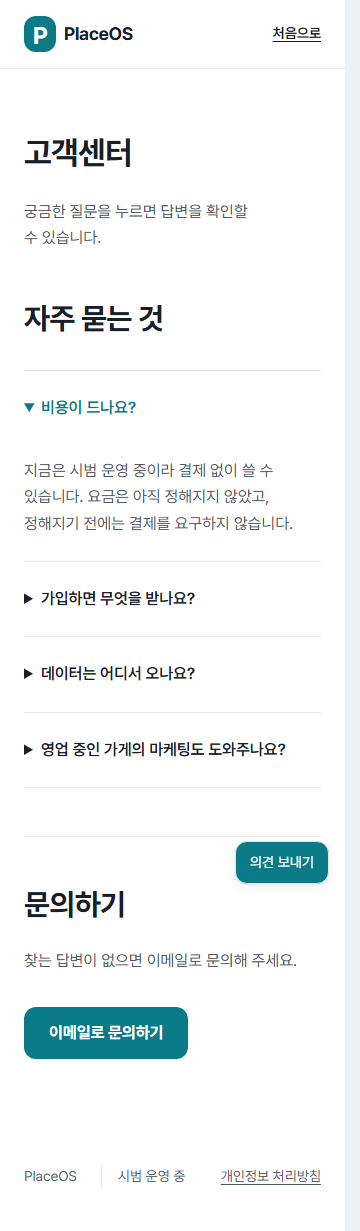 P PlaceOS
처음으로
고객센터
궁금한 질문을 누르면 답변을 확인할
수 있습니다.
자주 묻는 것
▼ 비용이 드나요?
지금은 시범 운영 중이라 결제 없이 쓸 수
있습니다. 요금은 아직 정해지지 않았고,
정해지기 전에는 결제를 요구하지 않습니다.
▶ 가입하면 무엇을 받나요?
▶ 데이터는 어디서 오나요?
▶ 영업 중인 가게의 마케팅도 도와주나요?
의견 보내기
문의하기
찾는 답변이 없으면 이메일로 문의해 주세요.
이메일로 문의하기
PlaceOS
시범 운영 중
개인정보 처리방침